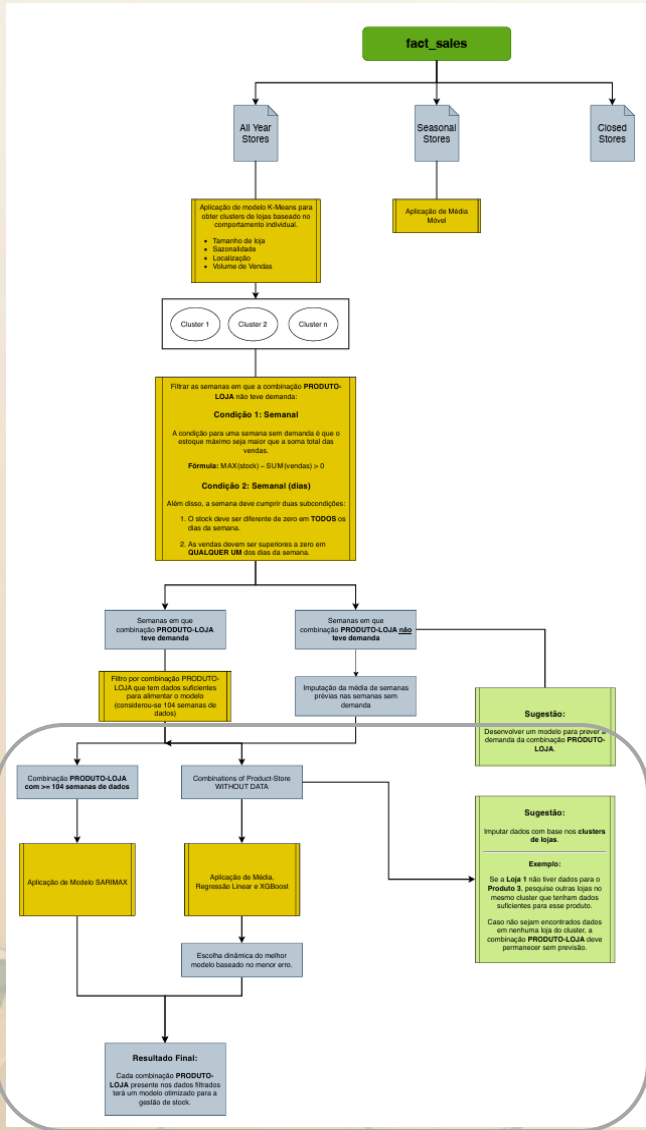 fact_sales
All Year
Stores
Seasonal
Stores
Closed
Stores
Aplicação de modelo K-Means para
obter clusters de lojas baseado no
comportamento individual.
• Tamanho de loja
• Sazonalidade
• Localização
• Volume de Vendas
Aplicação de Média
Móvel
Cluster 1
Cluster 2
Cluster n
Filtrar as semanas em que a combinação PRODUTO-
LOJA não teve demanda:
Condição 1: Semanal
A condição para uma semana sem demanda é que o
estoque máximo seja maior que a soma total das
vendas.
Fórmula: MAX(stock) – SUM(vendas) > 0
Condição 2: Semanal (dias)
Além disso, a semana deve cumprir duas subcondições:
1. O stock deve ser diferente de zero em TODOS os
dias da semana.
2. As vendas devem ser superiores a zero em
QUALQUER UM dos dias da semana.
Semanas em que
combinação PRODUTO-LOJA
teve demanda
Semanas em que
combinação PRODUTO-LOJA não
teve demanda
Filtro por combinação PRODUTO-
LOJA que tem dados suficientes
para alimentar o modelo
(considerou-se 104 semanas de
dados)
Imputação da média de semanas
prévias nas semanas sem
demanda
Sugestão:
Desenvolver um modelo para prever a
demanda da combinação PRODUTO-
LOJA.
Combinação PRODUTO-LOJA
com >= 104 semanas de dados
Combinations of Product-Store
WITHOUT DATA
Sugestão:
Imputar dados com base nos clusters
de lojas.
Exemplo:
Se a Loja 1 não tiver dados para o
Produto 3, pesquise outras lojas no
mesmo cluster que tenham dados
suficientes para esse produto.
Caso não sejam encontrados dados
em nenhuma loja do cluster, a
combinação PRODUTO-LOJA deve
permanecer sem previsão.
Aplicação de Modelo SARIMAX
Aplicação de Média,
Regressão Linear e XGBoost
Escolha dinâmica do melhor
modelo baseado no menor erro.
Resultado Final:
Cada combinação PRODUTO-
LOJA presente nos dados filtrados
terá um modelo otimizado para a
gestão de stock.